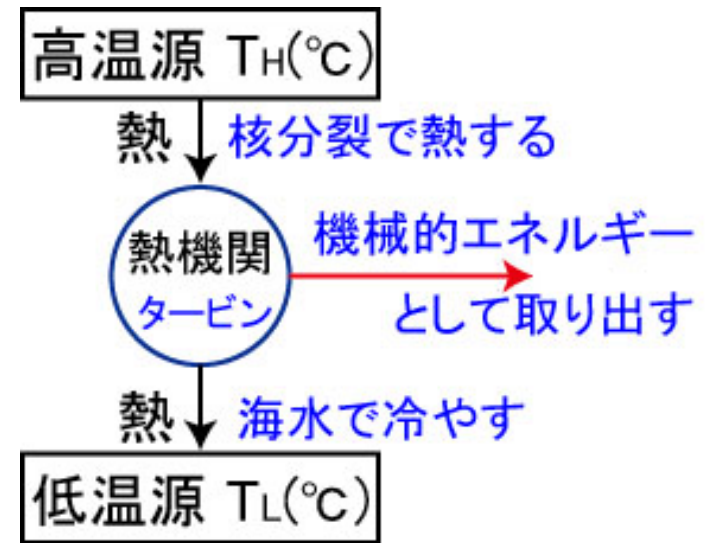 高温源 TH(℃)
熱 核分裂で熱する
熱機関
タービン
機械的エネルギー
として取り出す
熱 海水で冷やす
低温源 TL(℃)